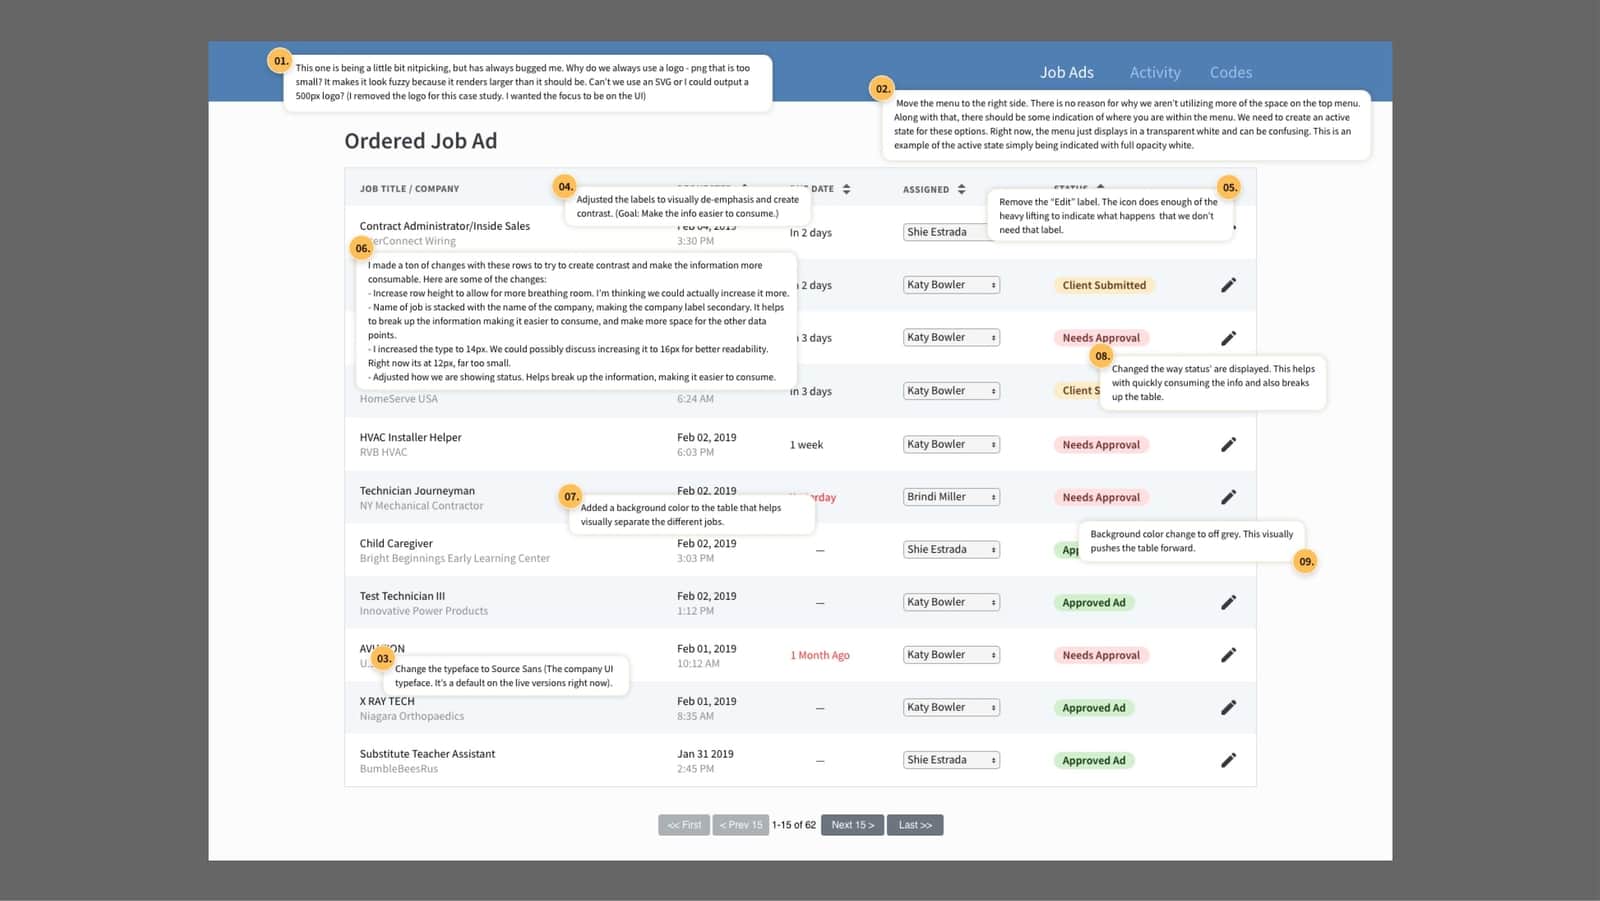 01.
This one is being a little bit nitpicking, but has always bugged me. Why do we always use a logo - png that is too
small? It makes it look fuzzy because it renders larger than it should be. Can't we use an SVG or I could output a
500px logo? (I removed the logo for this case study. I wanted the focus to be on the UI)
Job Ads Activity Codes
02.
Move the menu to the right side. There is no reason for why we aren't utilizing more of the space on the top menu.
Along with that, there should be some indication of where you are within the menu. We need to create an active
state for these options. Right now, the menu just displays in a transparent white and can be confusing. This is an
example of the active state simply being indicated with full opacity white.
Ordered Job Ad
JOB TITLE / COMPANY DATE ASSIGNED STATUS
04.
Adjusted the labels to visually de-emphasis and create
contrast. (Goal: Make the info easier to consume.)
05.
Remove the "Edit" label. The icon does enough of the
heavy lifting to indicate what happens that we don't
need that label.
Contract Administrator/Inside Sales Feb 04, 2019 In 2 days Shie Estrada
Wiring 3:30 PM
06.
I made a ton of changes with these rows to try to create contrast and make the information more
consumable. Here are some of the changes:
- Increase row height to allow for more breathing room. I'm thinking we could actually increase it more.
- Name of job is stacked with the name of the company, making the company label secondary. It helps
to break up the information making it easier to consume, and make more space for the other data
points.
- I increased the type to 14px. We could possibly discuss increasing it to 16px for better readability.
Right now its at 12px, far too small.
- Adjusted how we are showing status. Helps break up the information, making it easier to consume.
2 days Katy Bowler Client Submitted
3 days Katy Bowler Needs Approval
08.
Changed the way status' are displayed. This helps
with quickly consuming the info and also breaks
up the table.
In 3 days Katy Bowler Client
HomeServe USA 6:24 AM
HVAC Installer Helper Feb 02, 2019 1 week Katy Bowler Needs Approval
RVB HVAC 6:03 PM
Technician Journeyman Feb 02, 2019 Brindi Miller Needs Approval
NY Mechanical Contractor
07.
Added a background color to the table that helps
visually separate the different jobs.
Background color change to off grey. This visually
pushes the table forward.
09.
Child Caregiver Feb 02, 2019 — Shie Estrada
Bright Beginnings Early Learning Center 3:03 PM
Test Technician III Feb 02, 2019 — Katy Bowler Approved Ad
Innovative Power Products 1:12 PM
Feb 01, 2019 1 Month Ago Katy Bowler Needs Approval
10:12 AM
03.
Change the typeface to Source Sans (The company UI
typeface. It's a default on the live versions right now).
X RAY TECH Feb 01, 2019 — Katy Bowler Approved Ad
Niagara Orthopaedics 8:35 AM
Substitute Teacher Assistant Jan 31 2019 — Shie Estrada Approved Ad
BumbleBeesRus 2:45 PM
<< First < Prev 15 1-15 of 62 Next 15 > Last >>